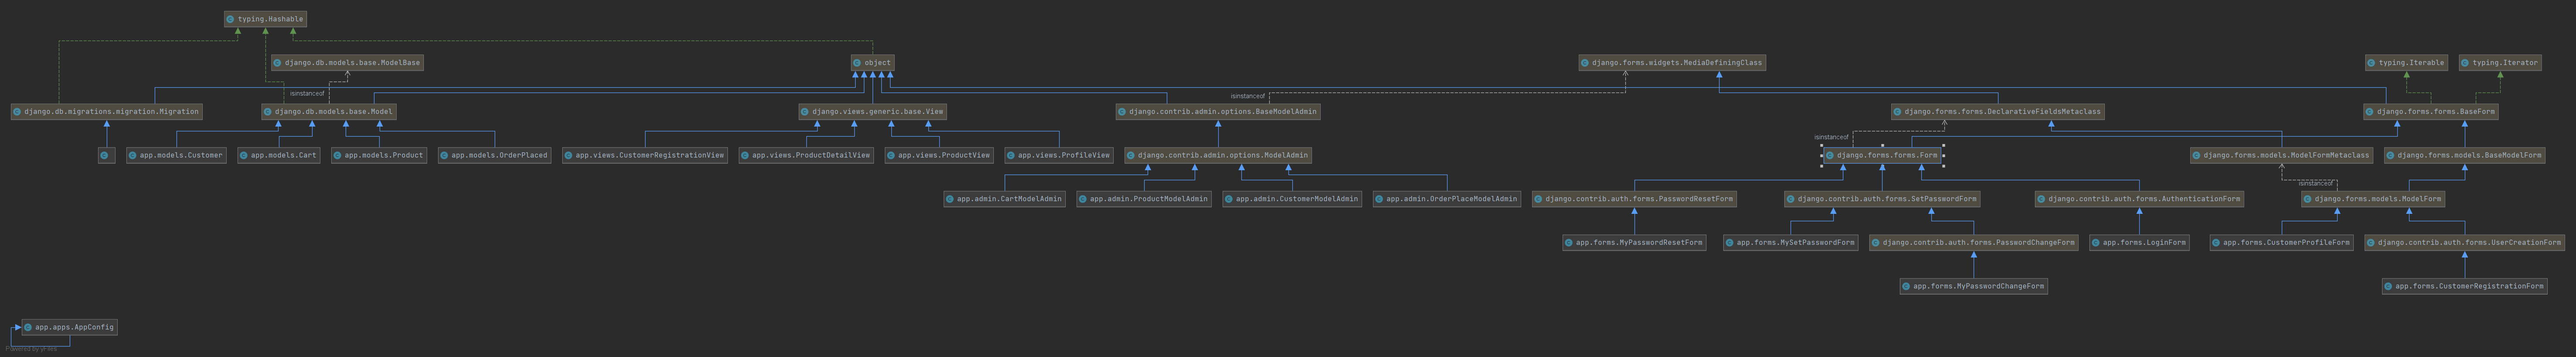 typing.Hashable
django.db.models.base.ModelBase
object
django.forms.widgets.MediaDefiningClass
typing.Iterable
typing.Iterator
isinstanceof
isinstanceof
django.db.migrations.migration.Migration
django.db.models.base.Model
django.views.generic.base.View
django.contrib.admin.options.BaseModelAdmin
django.forms.forms.DeclarativeFieldsMetaclass
django.forms.forms.BaseForm
isinstanceof
app.models.Customer
app.models.Cart
app.models.Product
app.models.OrderPlaced
app.views.CustomerRegistrationView
app.views.ProductDetailView
app.views.ProductView
app.views.ProfileView
django.contrib.admin.options.ModelAdmin
django.forms.forms.Form
django.forms.models.ModelFormMetaclass
django.forms.models.BaseModelForm
isinstanceof
app.admin.CartModelAdmin
app.admin.ProductModelAdmin
app.admin.CustomerModelAdmin
app.admin.OrderPlaceModelAdmin
django.contrib.auth.forms.PasswordResetForm
django.contrib.auth.forms.SetPasswordForm
django.contrib.auth.forms.AuthenticationForm
django.forms.models.ModelForm
app.forms.MyPasswordResetForm
app.forms.MySetPasswordForm
django.contrib.auth.forms.PasswordChangeForm
app.forms.LoginForm
app.forms.CustomerProfileForm
django.contrib.auth.forms.UserCreationForm
app.forms.MyPasswordChangeForm
app.forms.CustomerRegistrationForm
app.apps.AppConfig
Powered by yFiles